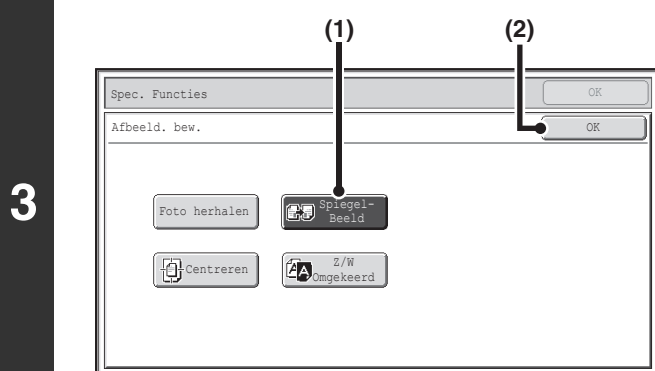 (1) (2)
Spec. Functies OK
Afbeeld. bew. OK
3
Foto herhalen Spiegel-
Beeld
Centreren Z/W
Omgekeerd